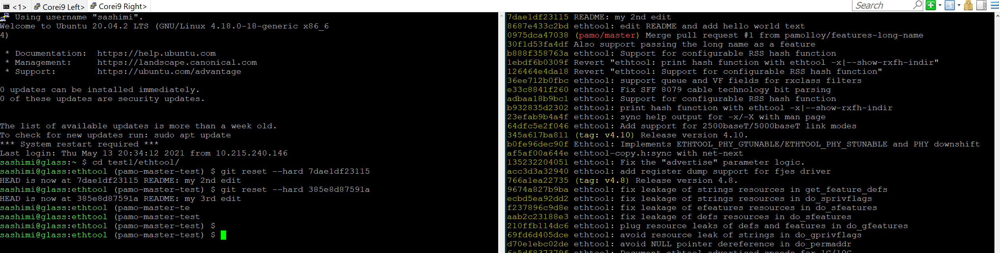 <1>
Corei9 Left>
Corei9 Right>
Search
3
Using username "sashimi".
Welcome to Ubuntu 20.04.2 LTS (GNU/Linux 4.18.0-18-generic x86_6
4)
* Documentation: https://help.ubuntu.com
* Management: https://landscape.canonical.com
* Support: https://ubuntu.com/advantage
0 updates can be installed immediately.
0 of these updates are security updates.
The list of available updates is more than a week old.
To check for new updates run: sudo apt update
*** System restart required ***
Last login: Thu May 13 20:34:12 2021 from 10.215.240.146
sashimi@glass:~ $ cd test1/ethtool/
sashimi@glass:ethtool (pamo-master-test) $ git reset --hard 7dae1df23115
HEAD is now at 7dae1df23115 README: my 2nd edit
sashimi@glass:ethtool (pamo-master-test) $ git reset --hard 385e8d87591a
HEAD is now at 385e8d87591a README: my 3rd edit
sashimi@glass:ethtool (pamo-master-te
sashimi@glass:ethtool (pamo-master-test
sashimi@glass:ethtool (pamo-master-test) $
sashimi@glass:ethtool (pamo-master-test) $
7dae1df23115 README: my 2nd edit
8687e433c2bd ethtool: edit README and add hello world text
0975dca47038 (pamo/master) Merge pull request #1 from pamolloy/features-long-name
30f1d53fa4df Also support passing the long name as a feature
b888f358763a ethtool: Support for configurable RSS hash function
1ebdf6b0309f Revert "ethtool: print hash function with ethtool -x|--show-rxfh-indir"
126464e4da18 Revert "ethtool: Support for configurable RSS hash function"
36ee712b0fbc ethtool: support queue and VF fields for rxclass filters
e33c8841f260 ethtool: Fix SFF 8079 cable technology bit parsing
adbaa18b9bc1 ethtool: Support for configurable RSS hash function
b932835d2302 ethtool: print hash function with ethtool -x|--show-rxfh-indir
23efab9b4a4f ethtool: sync help output for -x/-X with man page
64dfc5e2f046 ethtool: Add support for 2500baseT/5000baseT link modes
345a617ba811 (tag: v4.10) Release version 4.10.
b0fe96dec90f Ethtool: Implements ETHTOOL_PHY_GTUNABLE/ETHTOOL_PHY_STUNABLE and PHY downshift
af5af00a644e ethtool-copy.h:sync with net-next
135232204051 ethtool: Fix the "advertise" parameter logic.
acc3d3a32940 ethtool: add register dump support for fjes driver
766a1ea22735 (tag: v4.8) Release version 4.8.
9674a827b9ba ethtool: fix leakage of strings resources in get_feature_defs
ecbd5ea92dd2 ethtool: fix leakage of strings resources in do_sprivflags
f237896c9d8e ethtool: fix leakage of efeatures resources in do_sfeatures
aab2c23188e3 ethtool: fix leakage of defs resources in do_sfeatures
210ffb114dc6 ethtool: plug resource leaks of defs and features in do_gfeatures
69fd6d405dce ethtool: avoid resource leak of strings in do_gprivflags
d70e1ebc02de ethtool: avoid NULL pointer dereference in do_permaddr
6a5df837379f ethtool: Document ethtool advertised speeds for 1G/10G